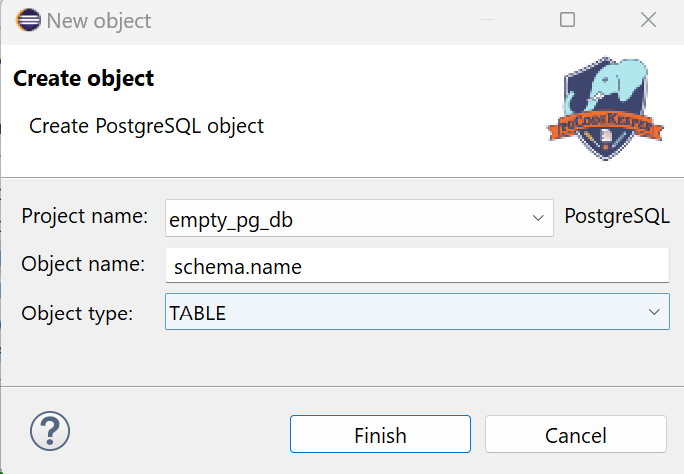 New object
Create object
Create PostgreSQL object
pgCodeKeeper
Project name: empty_pg_db PostgreSQL
Object name: schema.name
Object type: TABLE
? Finish Cancel